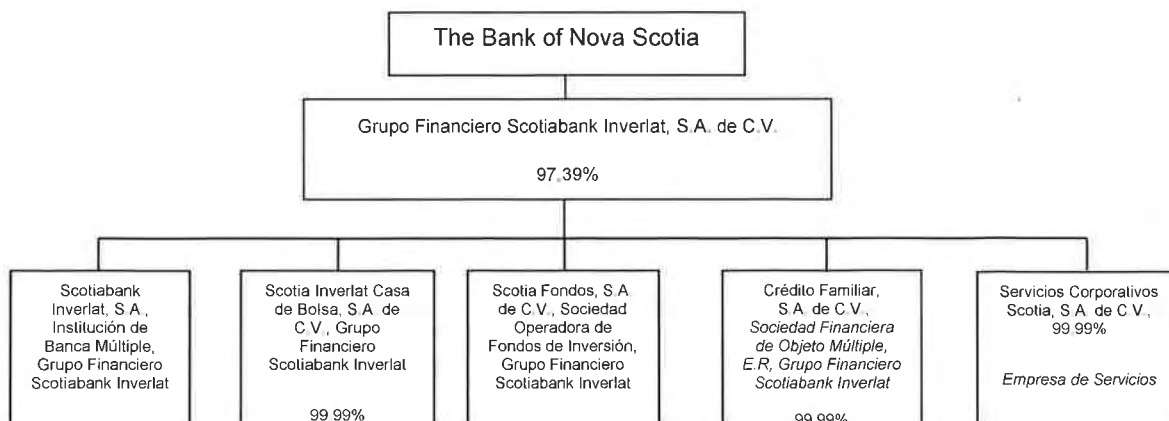 The Bank of Nova Scotia
Grupo Financiero Scotiabank Inverlat, S.A. de C.V.
97.39%
Scotiabank
Inverlat, S.A.,
Institución de
Banca Múltiple,
Grupo Financiero
Scotiabank Inverlat
Scotia Inverlat Casa
de Bolsa, S.A. de
C.V., Grupo
Financiero
Scotiabank Inverlat
99.99%
Scotia Fondos, S.A.
de C.V., Sociedad
Operadora de
Fondos de Inversión,
Grupo Financiero
Scotiabank Inverlat
Crédito Familiar,
S.A. de C.V.,
Sociedad Financiera
de Objeto Múltiple,
E.R, Grupo Financiero
Scotiabank Inverlat
99.99%
Servicios Corporativos
Scotia, S.A. de C.V.,
99.99%
Empresa de Servicios